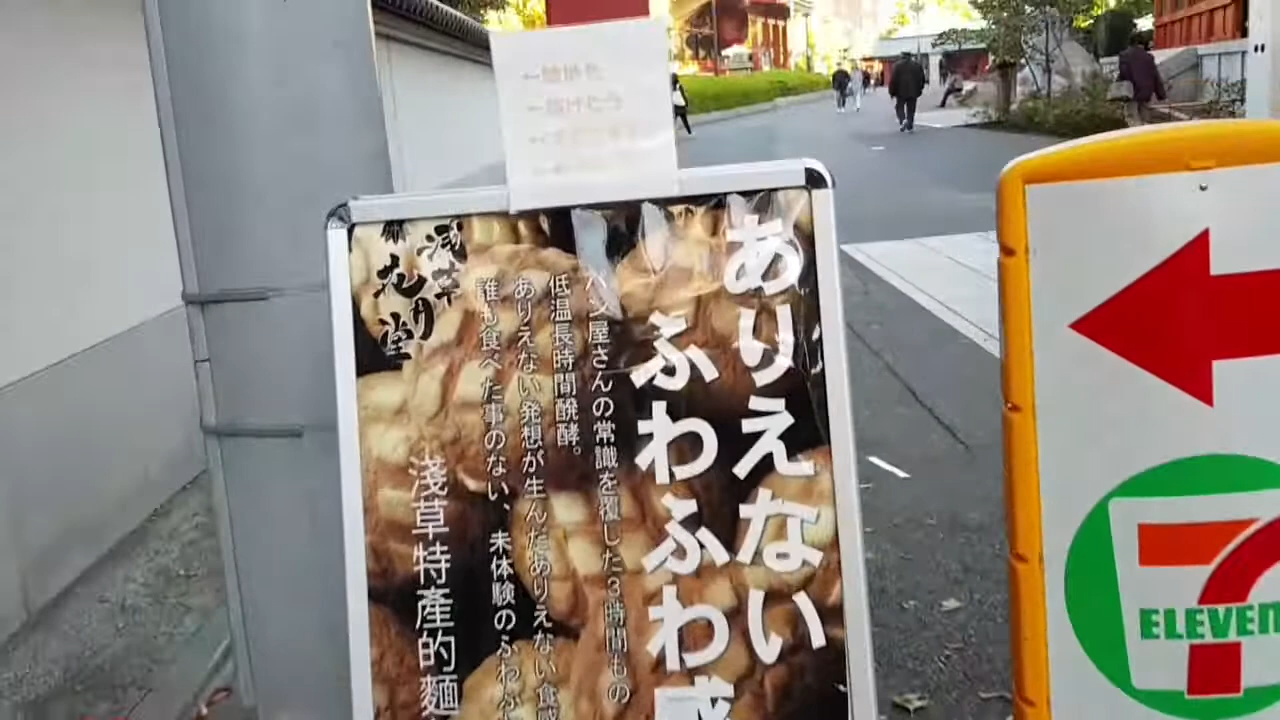 ありえない
ふわふわ感
パン屋さんの常識を覆した3時間もの
低温長時間醗酵。
ありえない発想が生んだありえない食感
誰も食べた事のない、未体験のふわふ
淺草特産的麵
浅草
花り
堂
7
ELEVEN